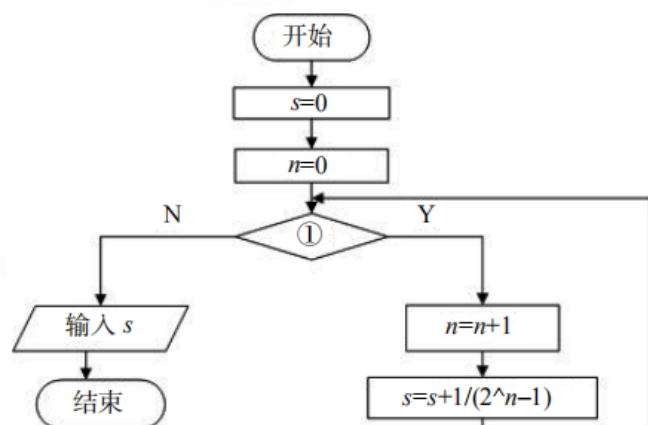 开始
s=0
n=0
N
①
Y
输入 s
n=n+1
结束
s=s+1/(2^n–1)